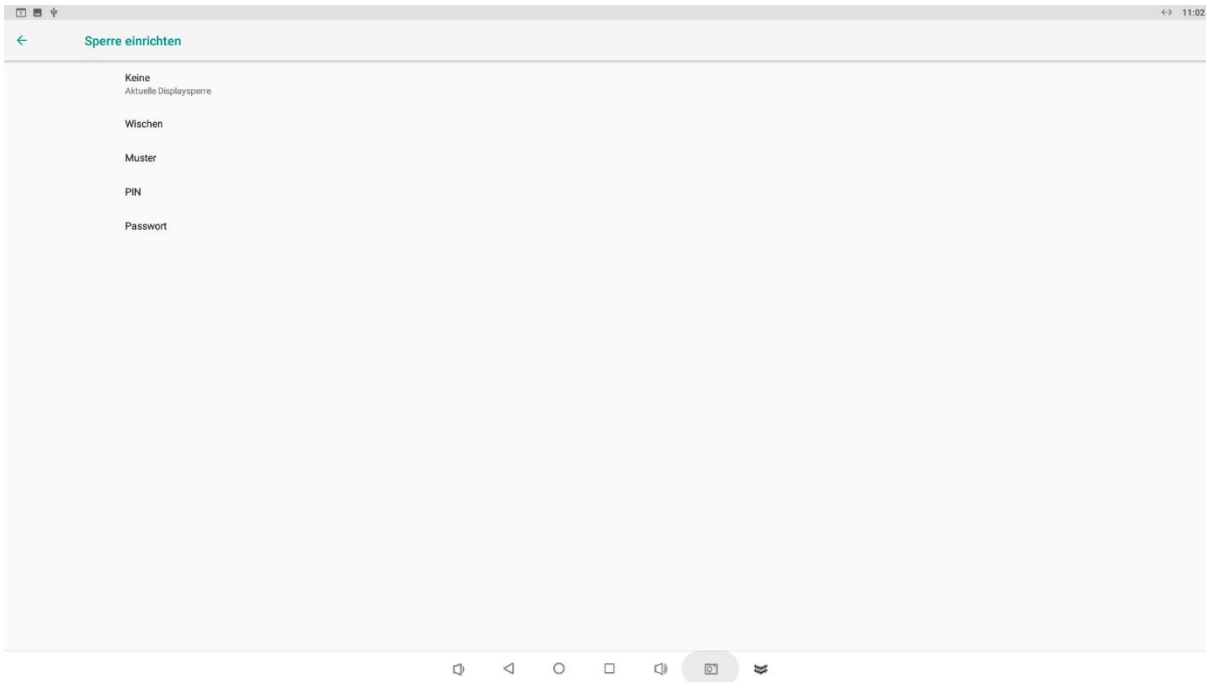 11:02
Sperre einrichten
Keine
Aktuelle Displaysperre
Wischen
Muster
PIN
Passwort